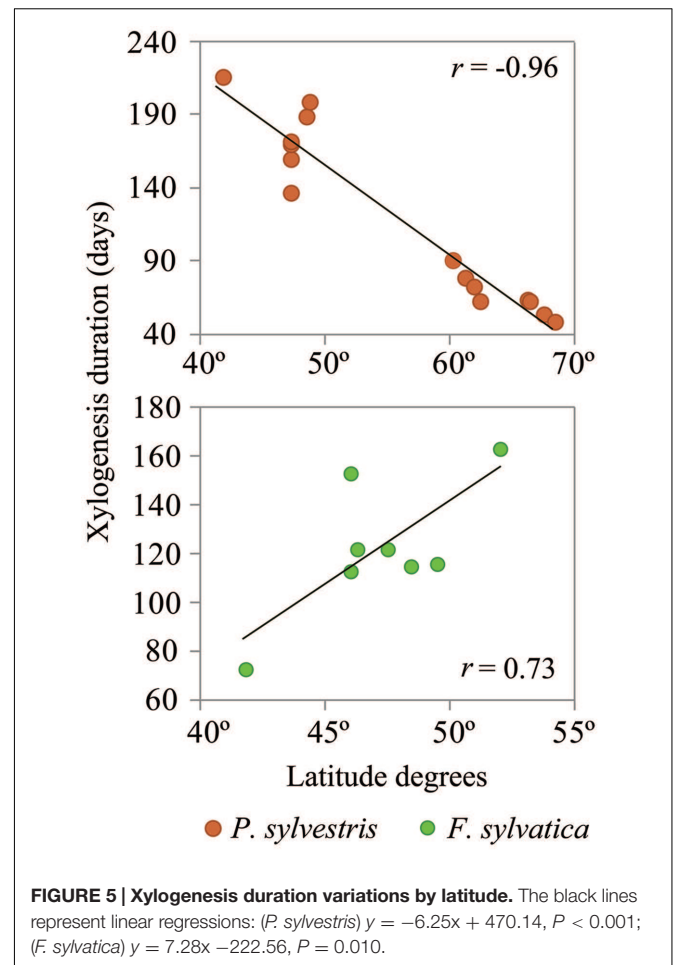 240
190
140
90
40
r = -0.96
40º 50º 60º 70º
Xylogenesis duration (days)
180
160
140
120
100
80
60
r = 0.73
40º 45º 50º 55º
Latitude degrees
P. sylvestris F. sylvatica
FIGURE 5 | Xylogenesis duration variations by latitude. The black lines
represent linear regressions: (P. sylvestris) y = −6.25x + 470.14, P < 0.001;
(F. sylvatica) y = 7.28x −222.56, P = 0.010.